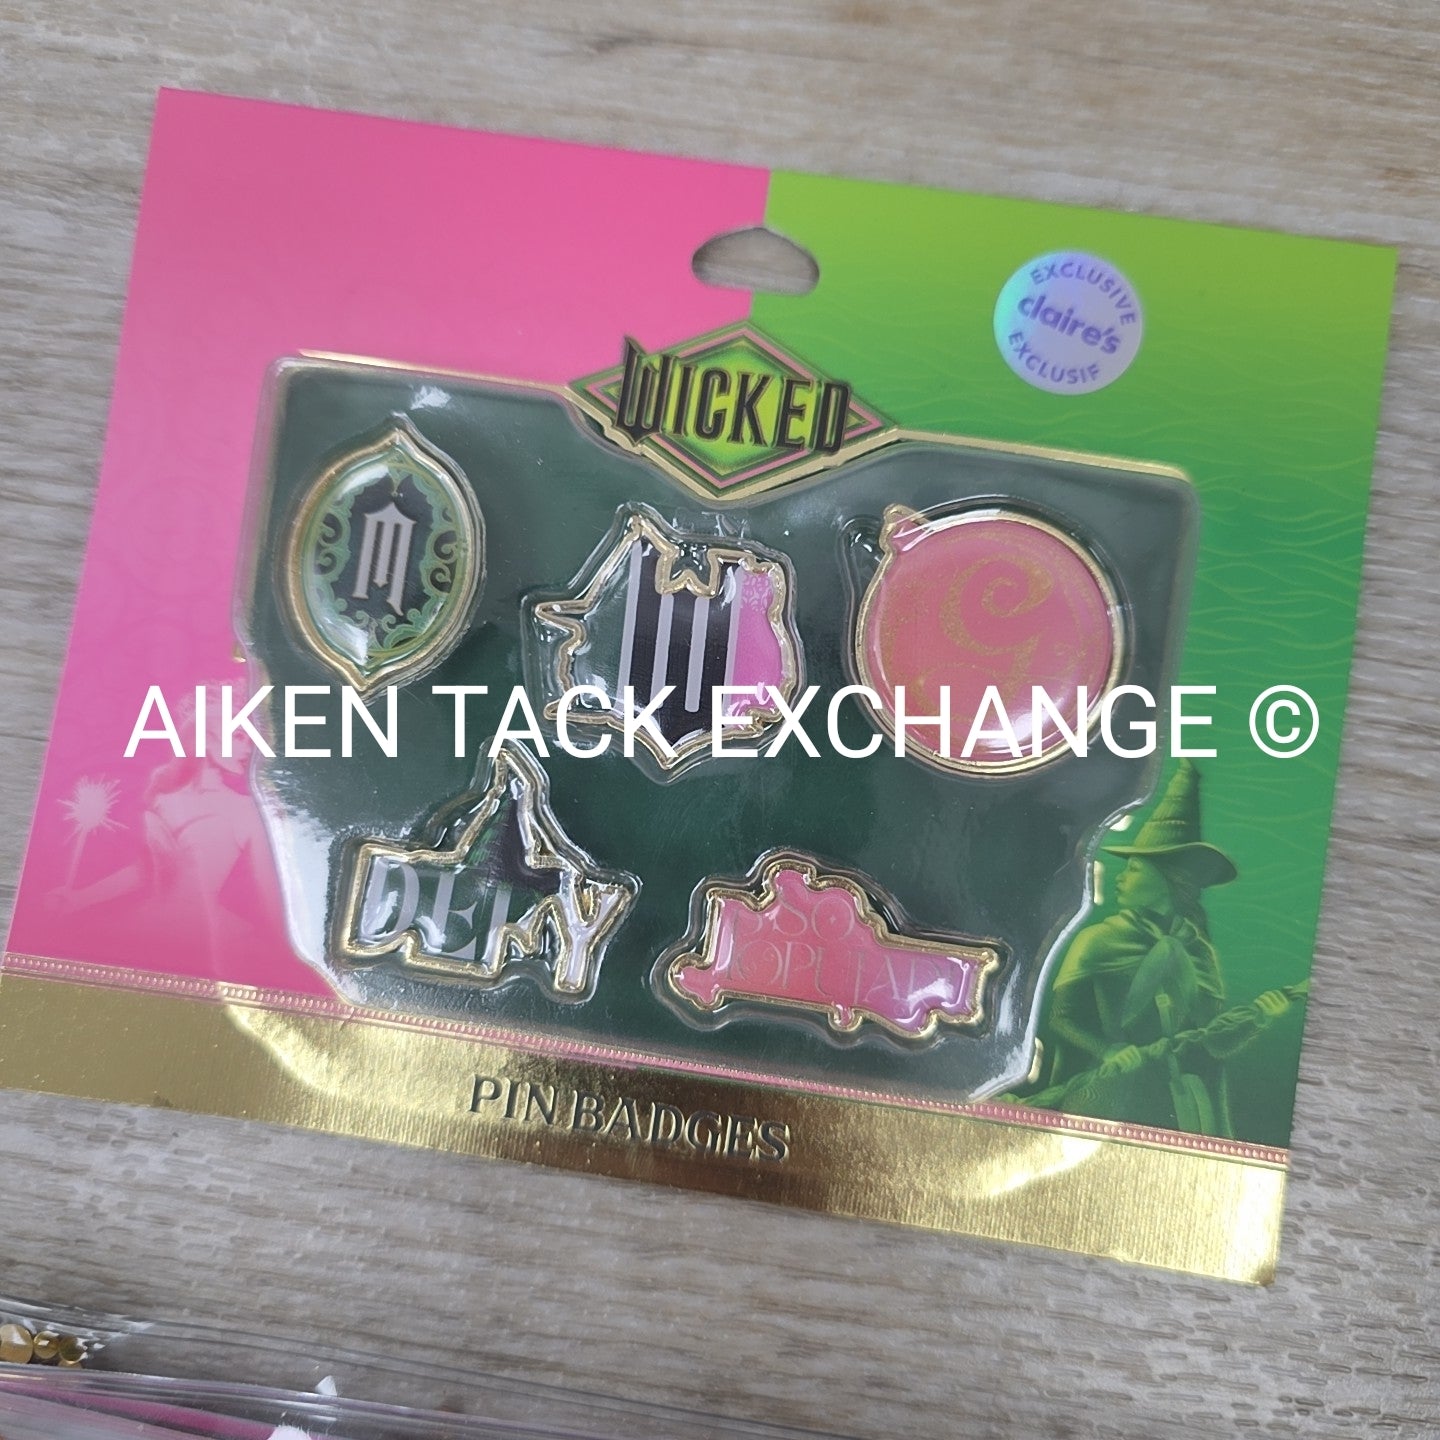 EXCLUSIVE
claire's
EXCLUSIF
WICKED
G
AIKEN TACK EXCHANGE ©
DEFY
SO
POPULAR
PIN BADGES